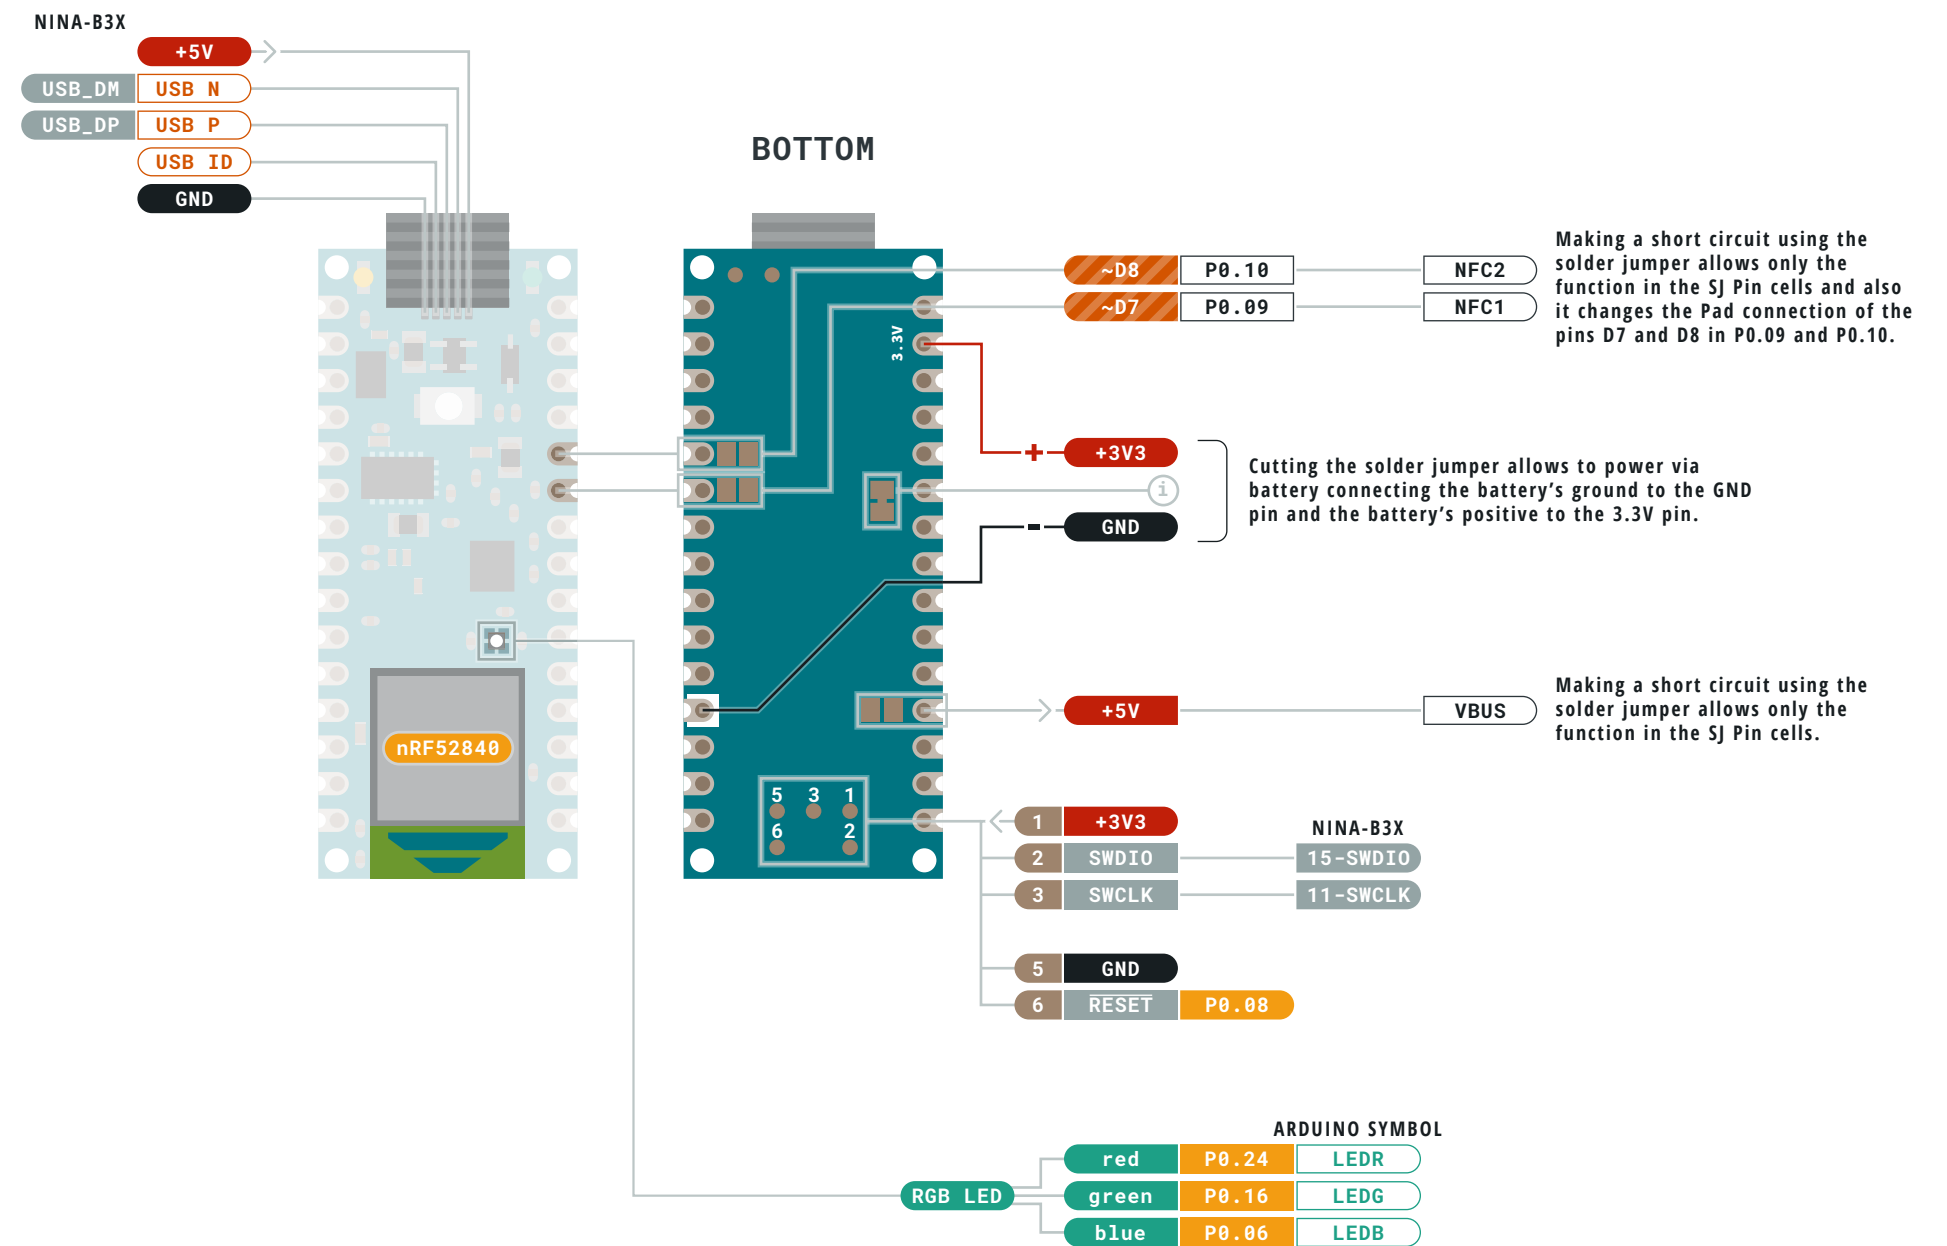 NINA-B3X
+5V
USB_DM USB N
USB_DP USB P
USB ID
GND
BOTTOM
~D8 P0.10 NFC2
~D7 P0.09 NFC1
Making a short circuit using the
solder jumper allows only the
function in the SJ Pin cells and also
it changes the Pad connection of the
pins D7 and D8 in P0.09 and P0.10.
3.3V
+ +3V3
i
- GND
Cutting the solder jumper allows to power via
battery connecting the battery’s ground to the GND
pin and the battery’s positive to the 3.3V pin.
+5V VBUS
Making a short circuit using the
solder jumper allows only the
function in the SJ Pin cells.
nRF52840
5 3 1
6 2
1 +3V3
NINA-B3X
2 SWDIO 15-SWDIO
3 SWCLK 11-SWCLK
5 GND
6 RESET P0.08
ARDUINO SYMBOL
RGB LED
red P0.24 LEDR
green P0.16 LEDG
blue P0.06 LEDB